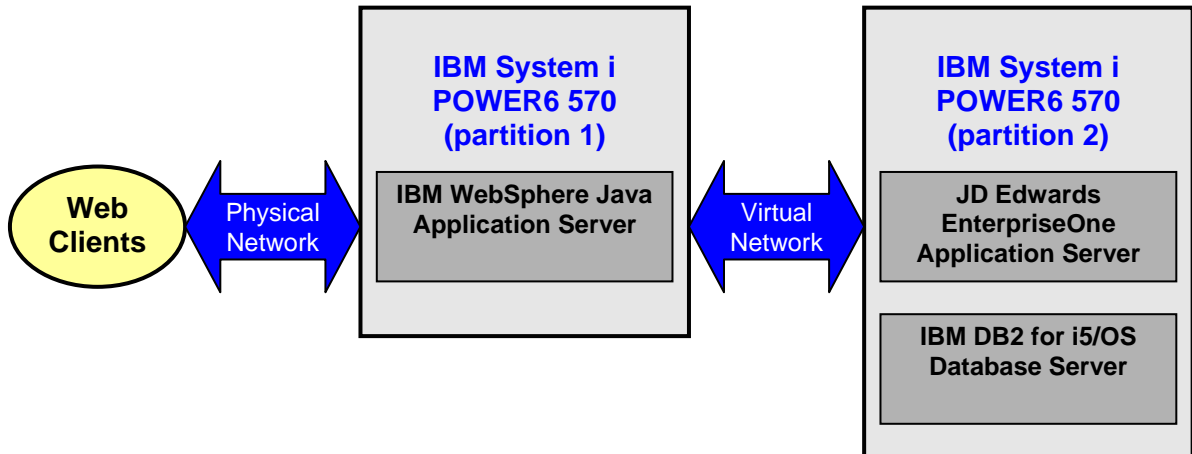 Web
Clients
Physical
Network
IBM System i
POWER6 570
(partition 1)
IBM WebSphere Java
Application Server
Virtual
Network
IBM System i
POWER6 570
(partition 2)
JD Edwards
EnterpriseOne
Application Server
IBM DB2 for i5/OS
Database Server